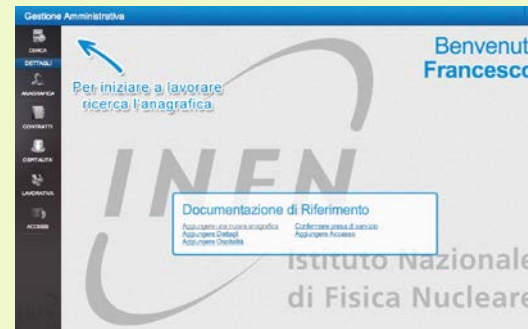 Gestione Amministrativa
CERCA
DETTAGLI
ANAGRAFICA
CONTRATTI
OSPITALITA'
LAVORATIVA
ACCESSI
Per iniziare a lavorare
ricerca l'anagrafica
Benvenut
Francesco
INFN
Documentazione di Riferimento
Aggiungere una nuova anagrafica Confermare presa di servizio
Aggiungere Dettagli Aggiungere Accesso
Aggiungere Ospitalità
Istituto Nazionale
di Fisica Nucleare